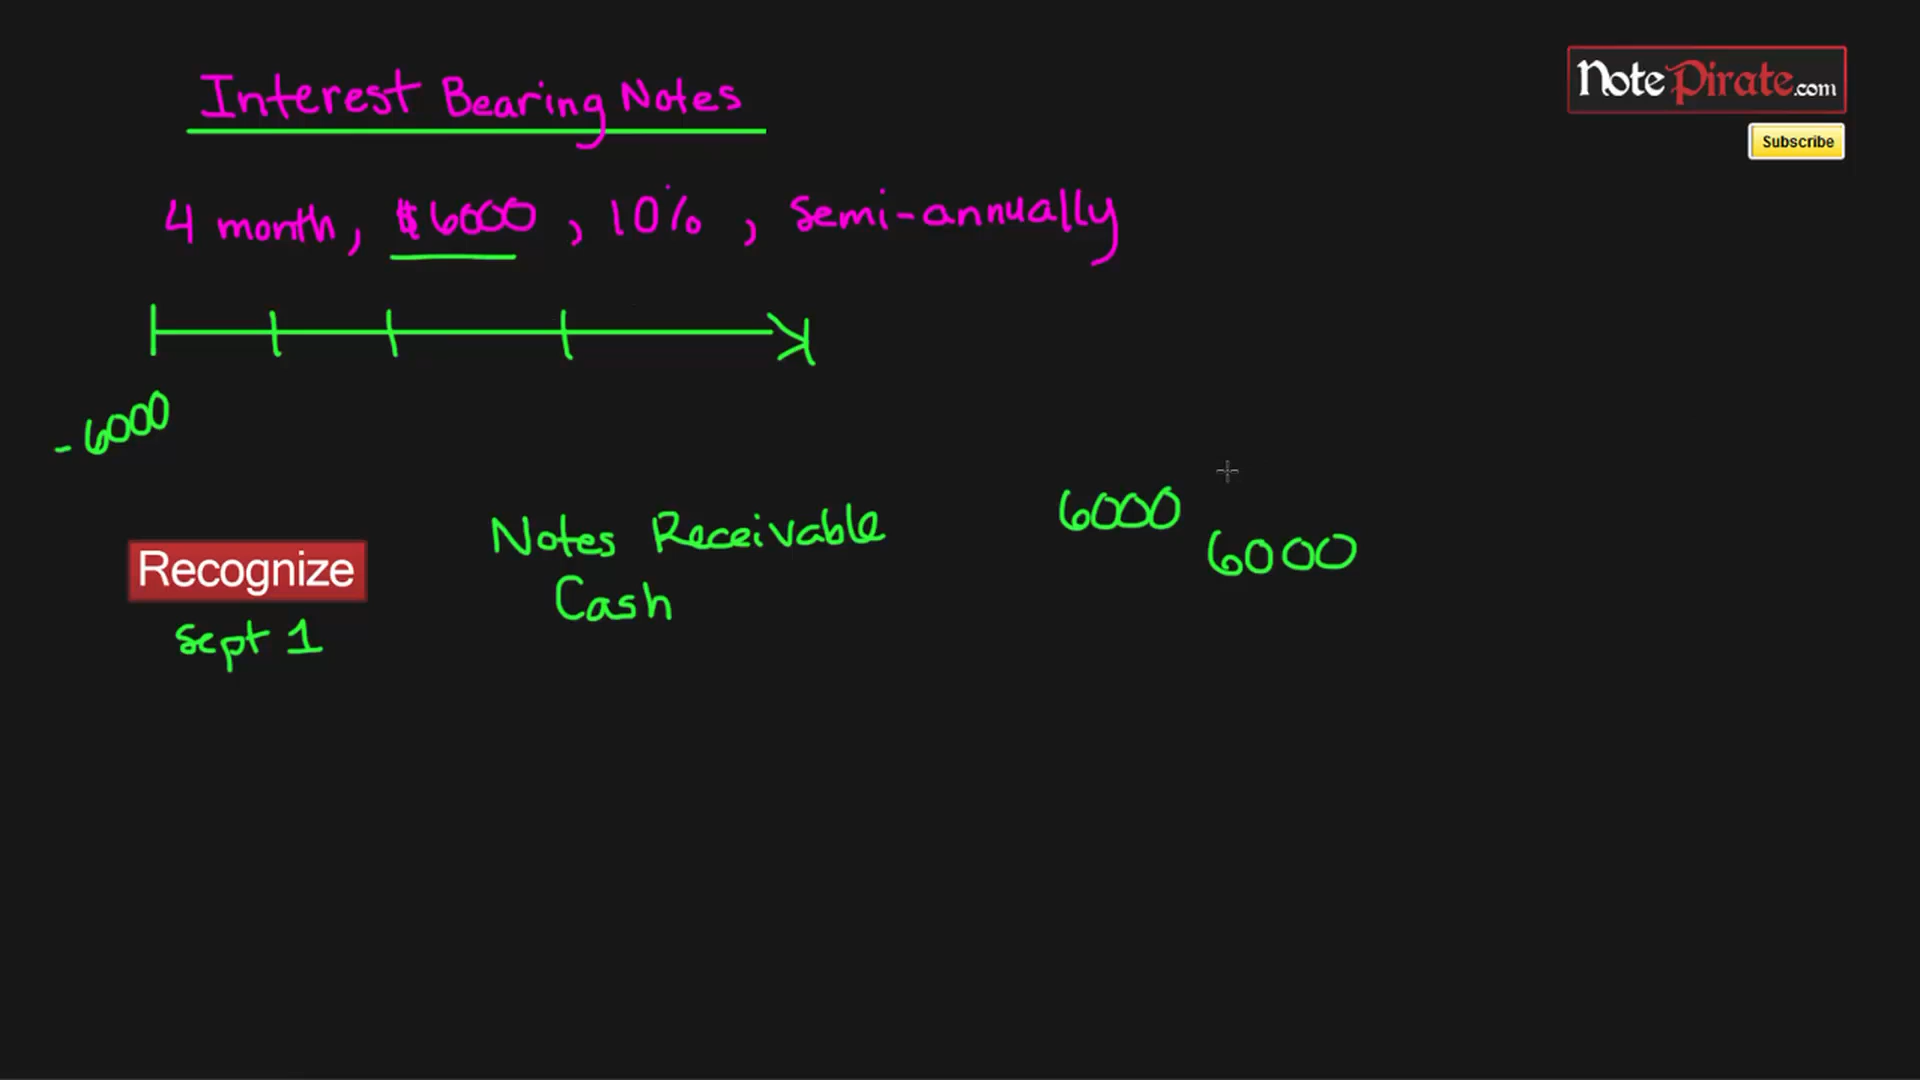 Interest Bearing Notes
NotePirate.com
Subscribe
4 month, $6000, 10%, semi-annually
-6000
Notes Receivable 6000
Cash 6000
Recognize
Sept 1